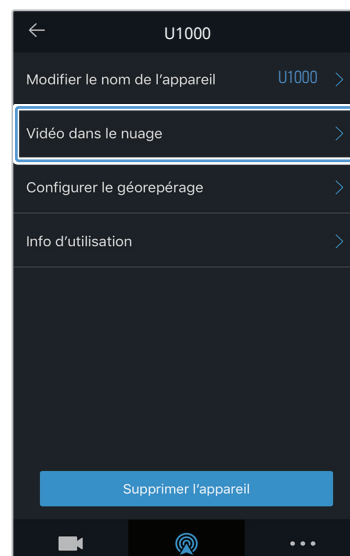 U1000
Modifier le nom de l'appareil U1000
Vidéo dans le nuage
Configurer le géorepérage
Info d'utilisation
Supprimer l'appareil